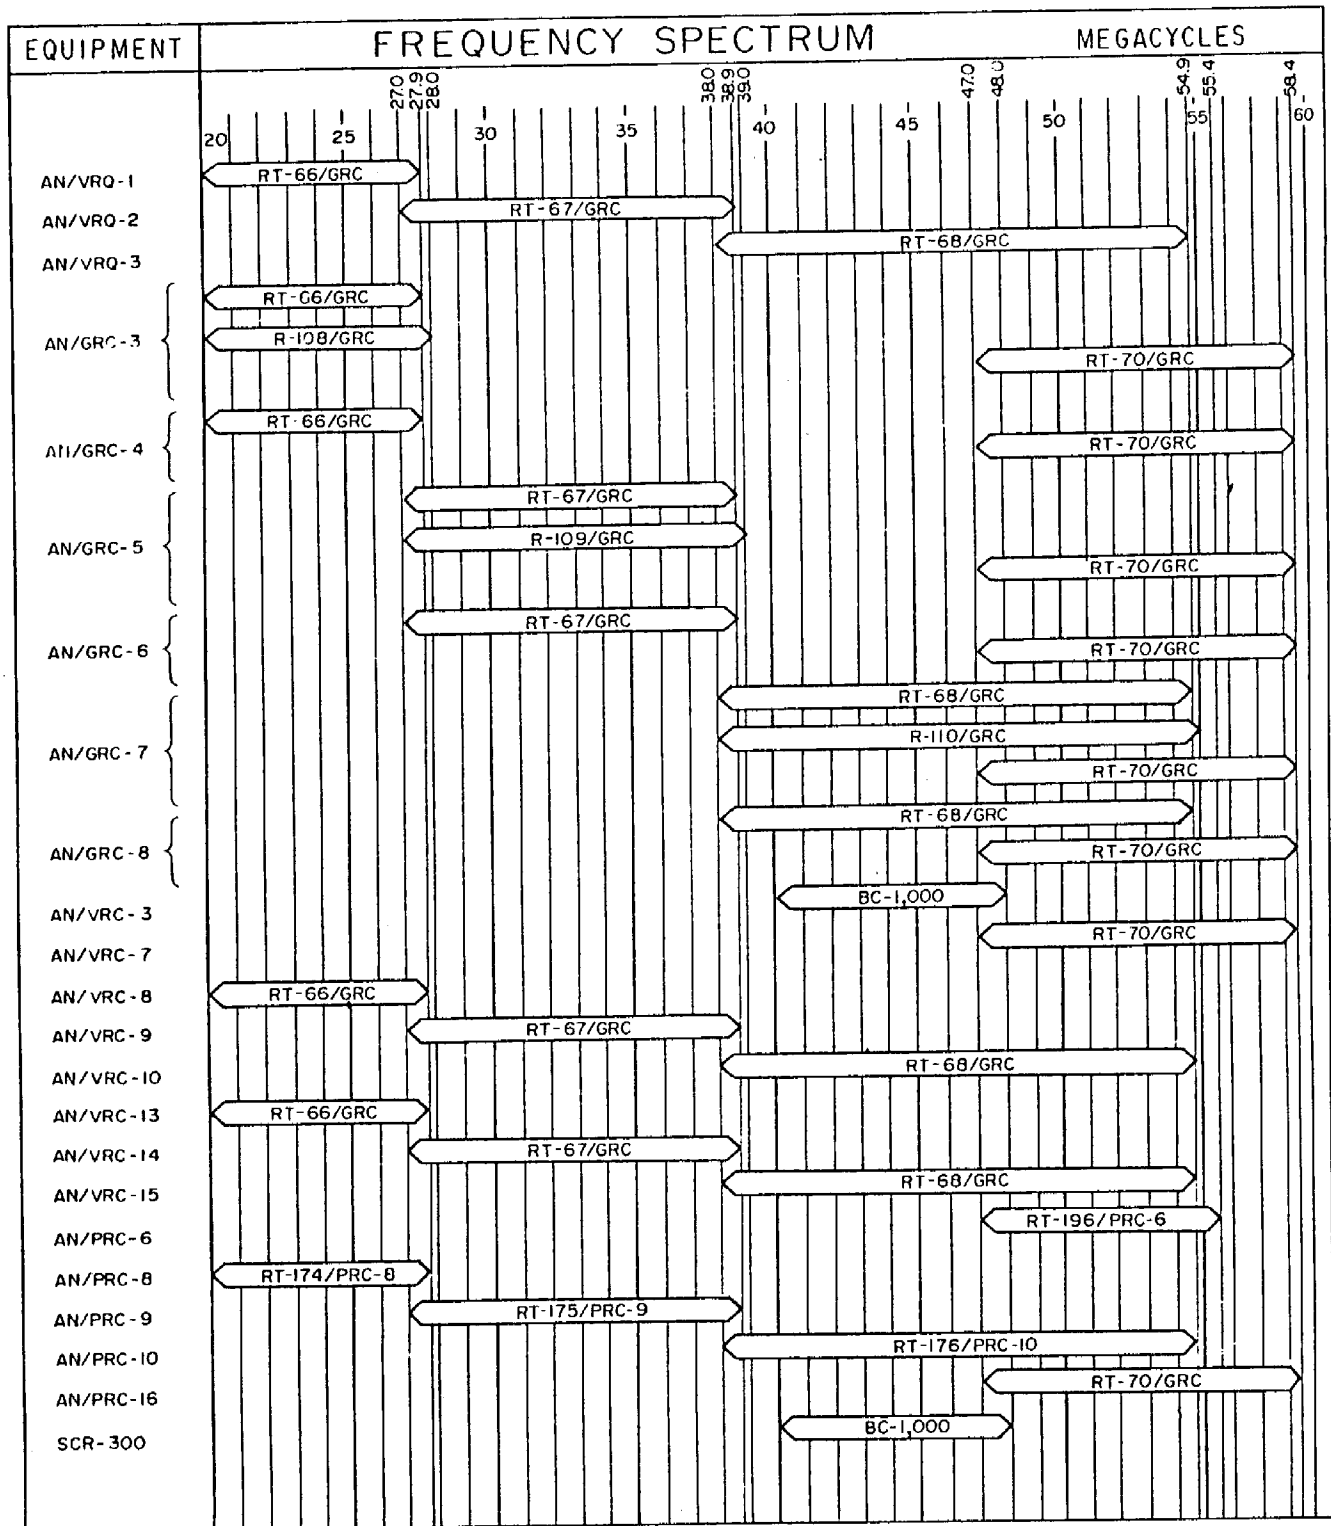 EQUIPMENT FREQUENCY SPECTRUM MEGACYCLES
27.0 27.9 28.0 38.0 38.9 39.0 47.0 48.0 54.9 55.4 58.4
20 25 30 35 40 45 50 55 60
AN/VRQ-1 RT-66/GRC
AN/VRQ-2 RT-67/GRC
AN/VRQ-3 RT-68/GRC
RT-66/GRC
AN/GRC-3 R-108/GRC
RT-70/GRC
RT-66/GRC
AN/GRC-4 RT-70/GRC
RT-67/GRC
AN/GRC-5 R-109/GRC
RT-70/GRC
RT-67/GRC
AN/GRC-6 RT-70/GRC
RT-68/GRC
AN/GRC-7 R-110/GRC
RT-70/GRC
RT-68/GRC
AN/GRC-8 RT-70/GRC
AN/VRC-3 BC-1,000
AN/VRC-7 RT-70/GRC
AN/VRC-8 RT-66/GRC
AN/VRC-9 RT-67/GRC
AN/VRC-10 RT-68/GRC
AN/VRC-13 RT-66/GRC
AN/VRC-14 RT-67/GRC
AN/VRC-15 RT-68/GRC
AN/PRC-6 RT-196/PRC-6
AN/PRC-8 RT-174/PRC-8
AN/PRC-9 RT-175/PRC-9
AN/PRC-10 RT-176/PRC-10
AN/PRC-16 RT-70/GRC
SCR-300 BC-1,000